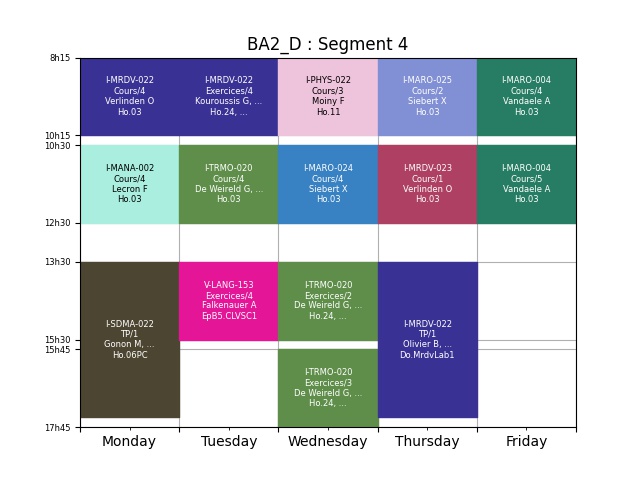 BA2_D : Segment 4
8h15
I-MRDV-022
Cours/4
Verlinden O
Ho.03
I-MRDV-022
Exercices/4
Kouroussis G, ...
Ho.24, ...
I-PHYS-022
Cours/3
Moiny F
Ho.11
I-MARO-025
Cours/2
Siebert X
Ho.03
I-MARO-004
Cours/4
Vandaele A
Ho.03
10h15
10h30
I-MANA-002
Cours/4
Lecron F
Ho.03
I-TRMO-020
Cours/4
De Weireld G, ...
Ho.03
I-MARO-024
Cours/4
Siebert X
Ho.03
I-MRDV-023
Cours/1
Verlinden O
Ho.03
I-MARO-004
Cours/5
Vandaele A
Ho.03
12h30
13h30
I-SDMA-022
TP/1
Gonon M, ...
Ho.06PC
V-LANG-153
Exercices/4
Falkenauer A
EpB5.CLVSC1
I-TRMO-020
Exercices/2
De Weireld G, ...
Ho.24, ...
I-MRDV-022
TP/1
Olivier B, ...
Do.MrdvLab1
15h30
15h45
I-TRMO-020
Exercices/3
De Weireld G, ...
Ho.24, ...
17h45
Monday
Tuesday
Wednesday
Thursday
Friday